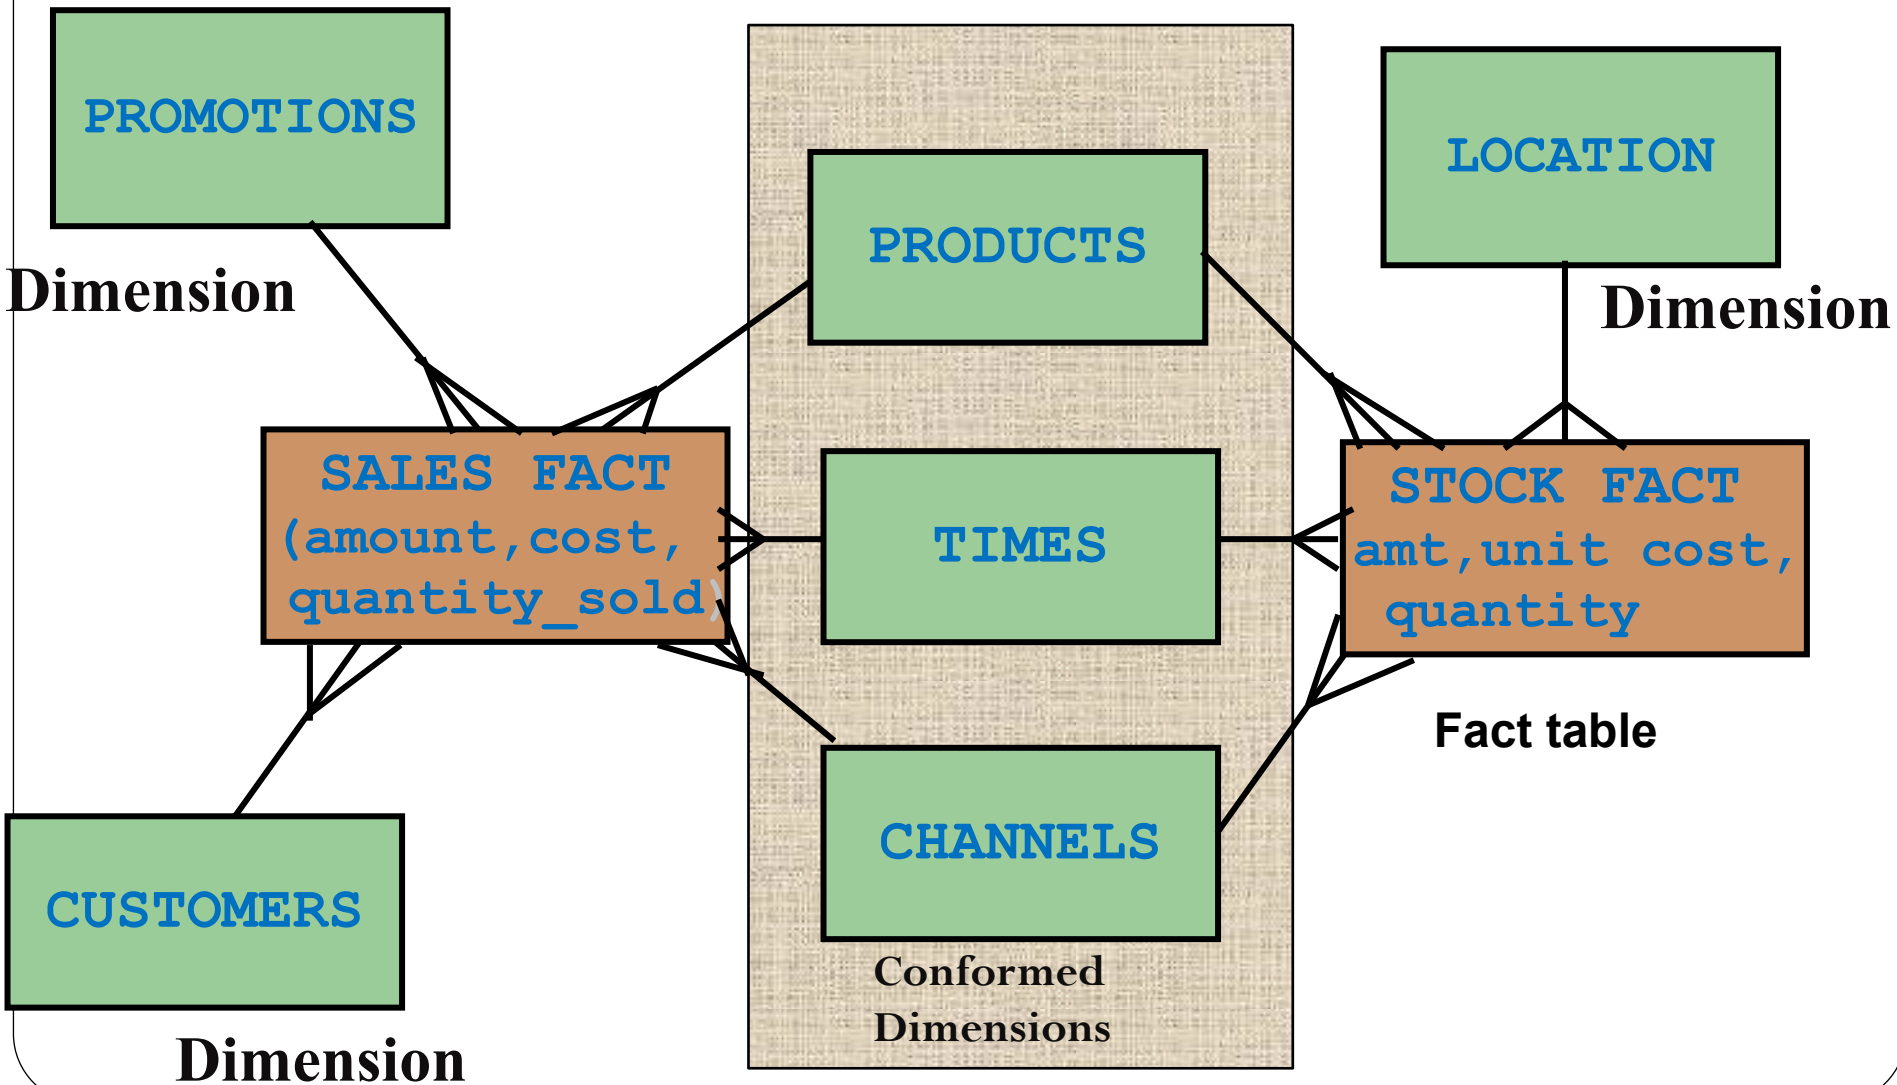 PROMOTIONS
Dimension
PRODUCTS
LOCATION
Dimension
SALES FACT
(amount,cost,
quantity_sold)
TIMES
STOCK FACT
amt,unit cost,
quantity
Fact table
CHANNELS
CUSTOMERS
Dimension
Conformed
Dimensions